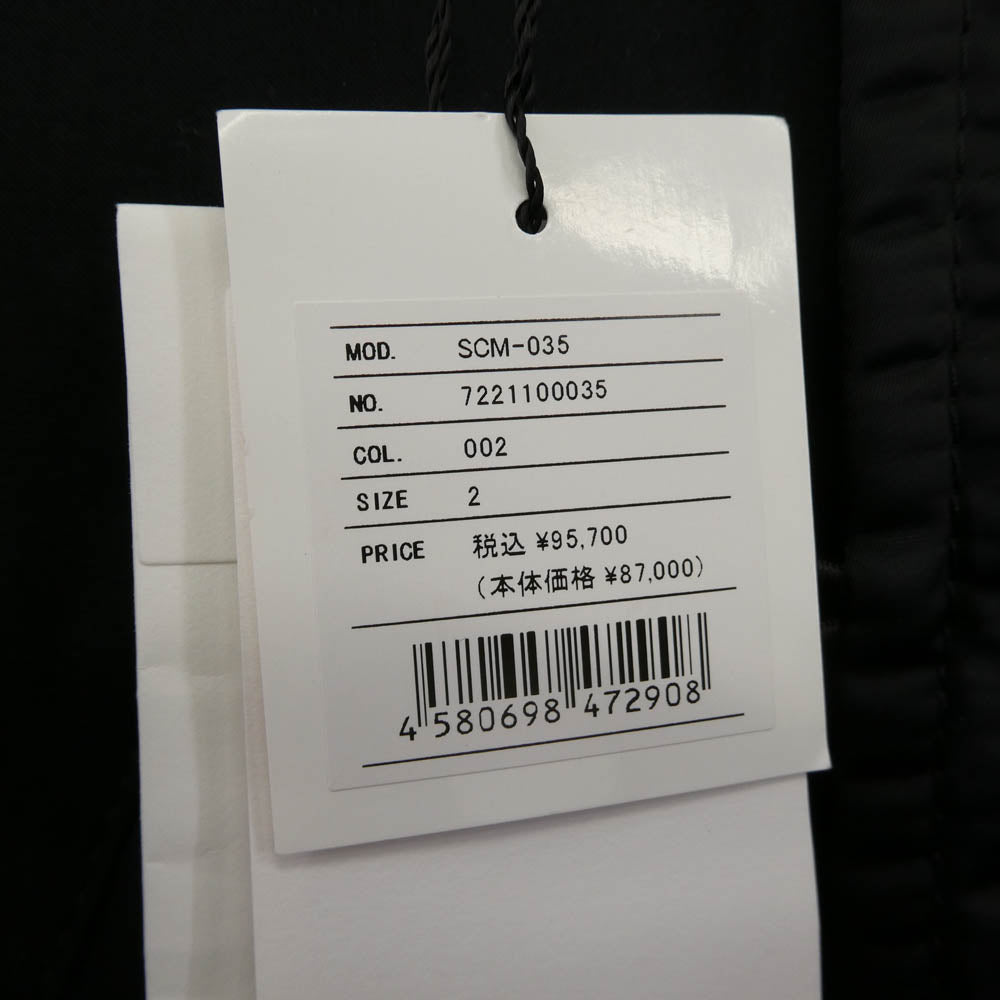 MOD. SCM-035
NO. 7221100035
COL. 002
SIZE 2
PRICE 税込 ¥95,700
(本体価格 ¥87,000)
4 580698 472908